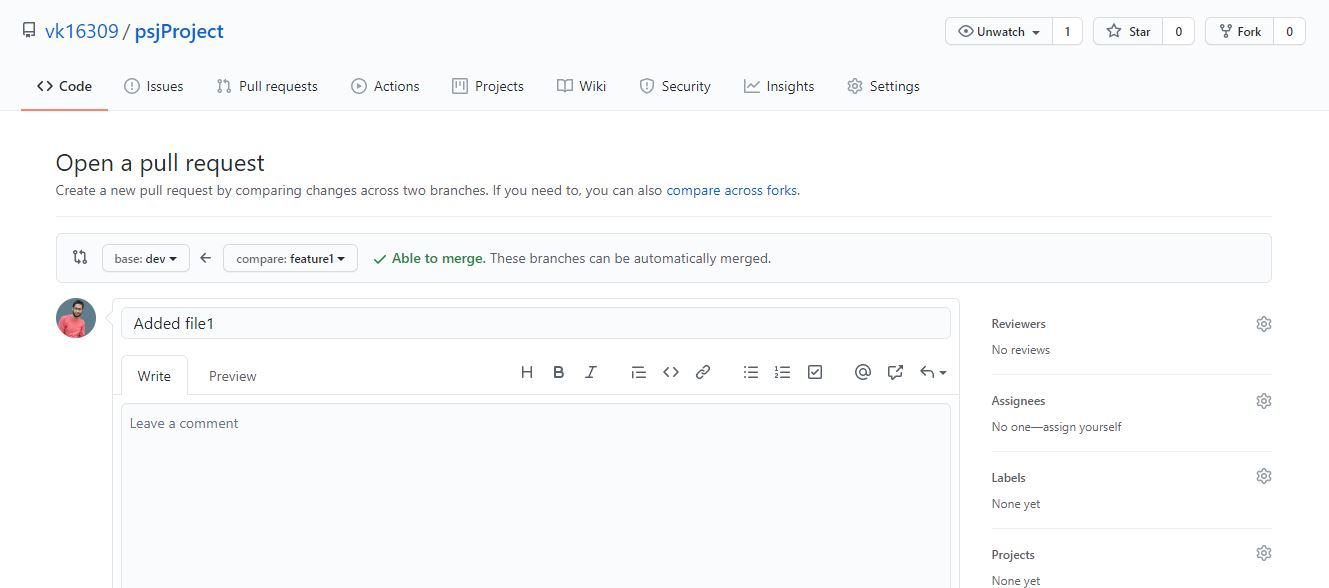 vk16309 / psjProject
Unwatch 1 Star 0 Fork 0
Code Issues Pull requests Actions Projects Wiki Security Insights Settings
Open a pull request
Create a new pull request by comparing changes across two branches. If you need to, you can also compare across forks.
base: dev compare: feature1 Able to merge. These branches can be automatically merged.
Added file1
Write Preview
Leave a comment
Reviewers
No reviews
Assignees
No one—assign yourself
Labels
None yet
Projects
None yet